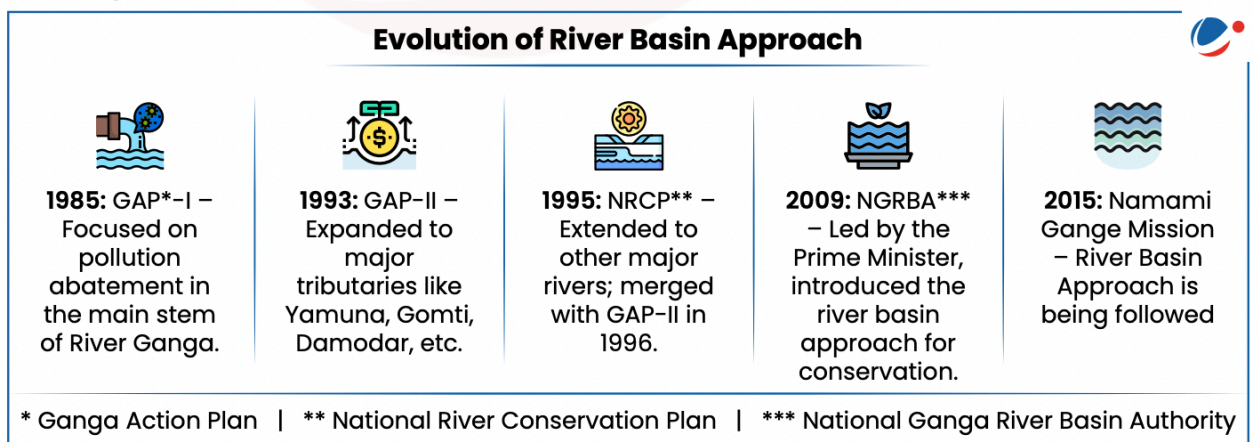 Evolution of River Basin Approach
1985: GAP*-I –
Focused on
pollution
abatement in
the main stem
of River Ganga.
1993: GAP-II –
Expanded to
major
tributaries like
Yamuna, Gomti,
Damodar, etc.
1995: NRCP** –
Extended to
other major
rivers; merged
with GAP-II in
1996.
2009: NGRBA***
– Led by the
Prime Minister,
introduced the
river basin
approach for
conservation.
2015: Namami
Gange Mission
– River Basin
Approach is
being followed
* Ganga Action Plan | ** National River Conservation Plan | *** National Ganga River Basin Authority